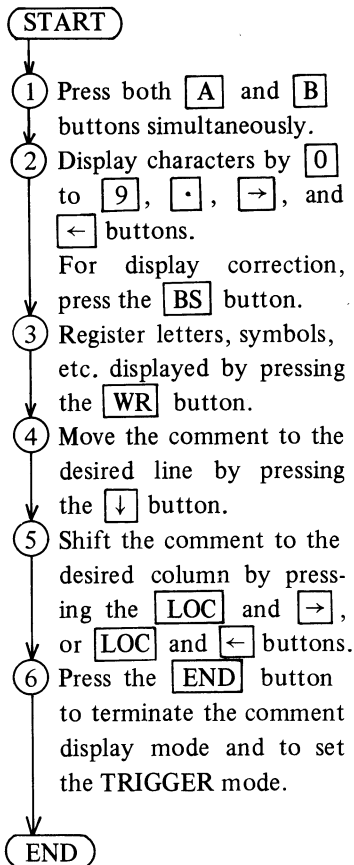 START
① Press both A and B
buttons simultaneously.
② Display characters by 0
to 9, ·, →, and
← buttons.
For display correction,
press the BS button.
③ Register letters, symbols,
etc. displayed by pressing
the WR button.
④ Move the comment to the
desired line by pressing
the ↓ button.
⑤ Shift the comment to the
desired column by press-
ing the LOC and →,
or LOC and ← buttons.
⑥ Press the END button
to terminate the comment
display mode and to set
the TRIGGER mode.
END